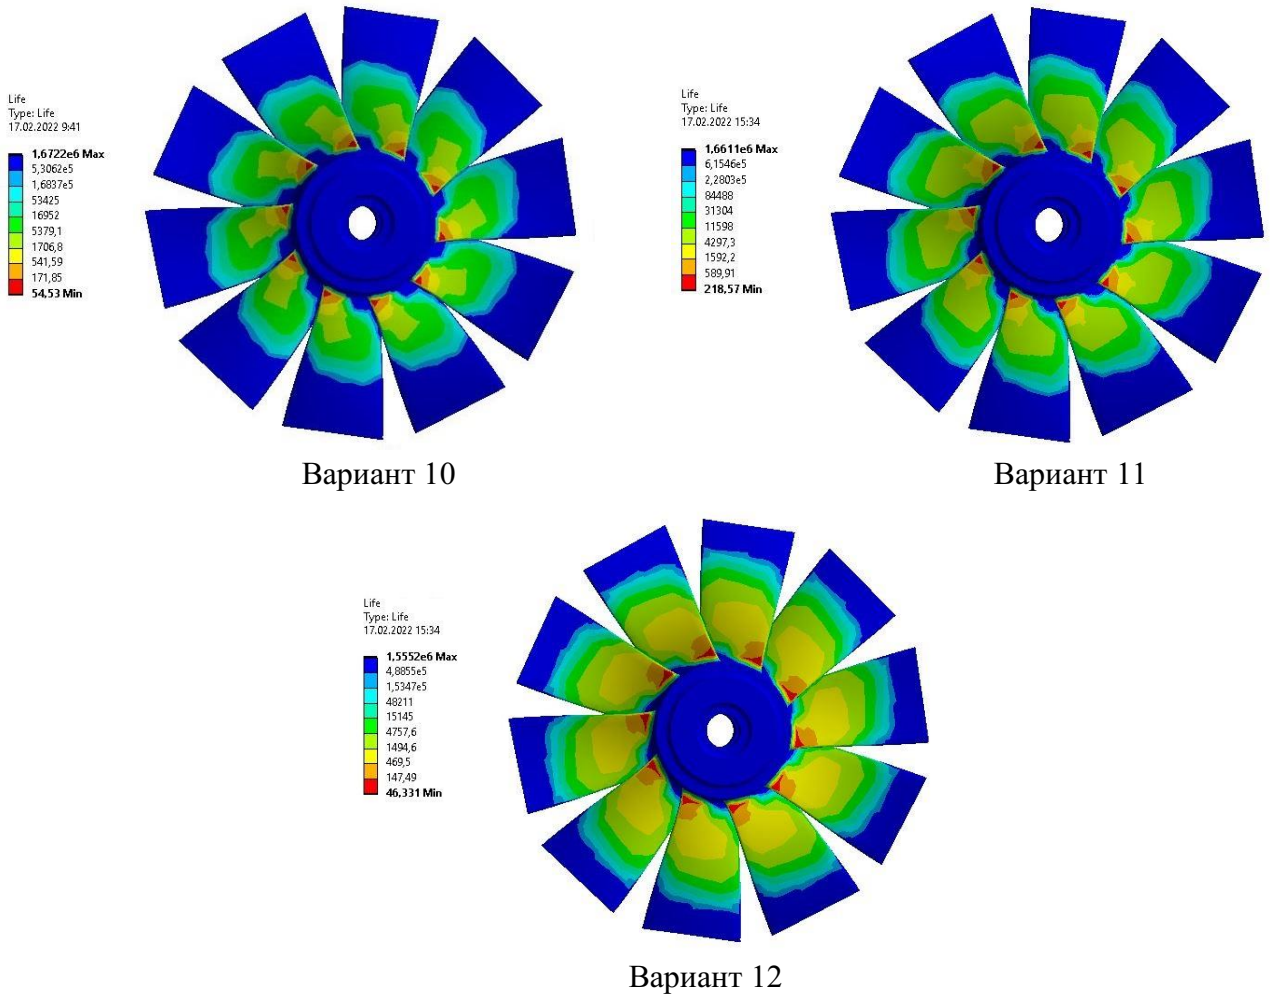 Life
Type: Life
17.02.2022 9:41
1,6722e6 Max
5,3062e5
1,6837e5
53425
16952
5379,1
1706,8
541,59
171,85
54,53 Min
Вариант 10
Life
Type: Life
17.02.2022 15:34
1,6611e6 Max
6,1546e5
2,2803e5
84488
31304
11598
4297,3
1592,2
589,91
218,57 Min
Вариант 11
Life
Type: Life
17.02.2022 15:34
1,5552e6 Max
4,8855e5
1,5347e5
48211
15145
4757,6
1494,6
469,5
147,49
46,331 Min
Вариант 12